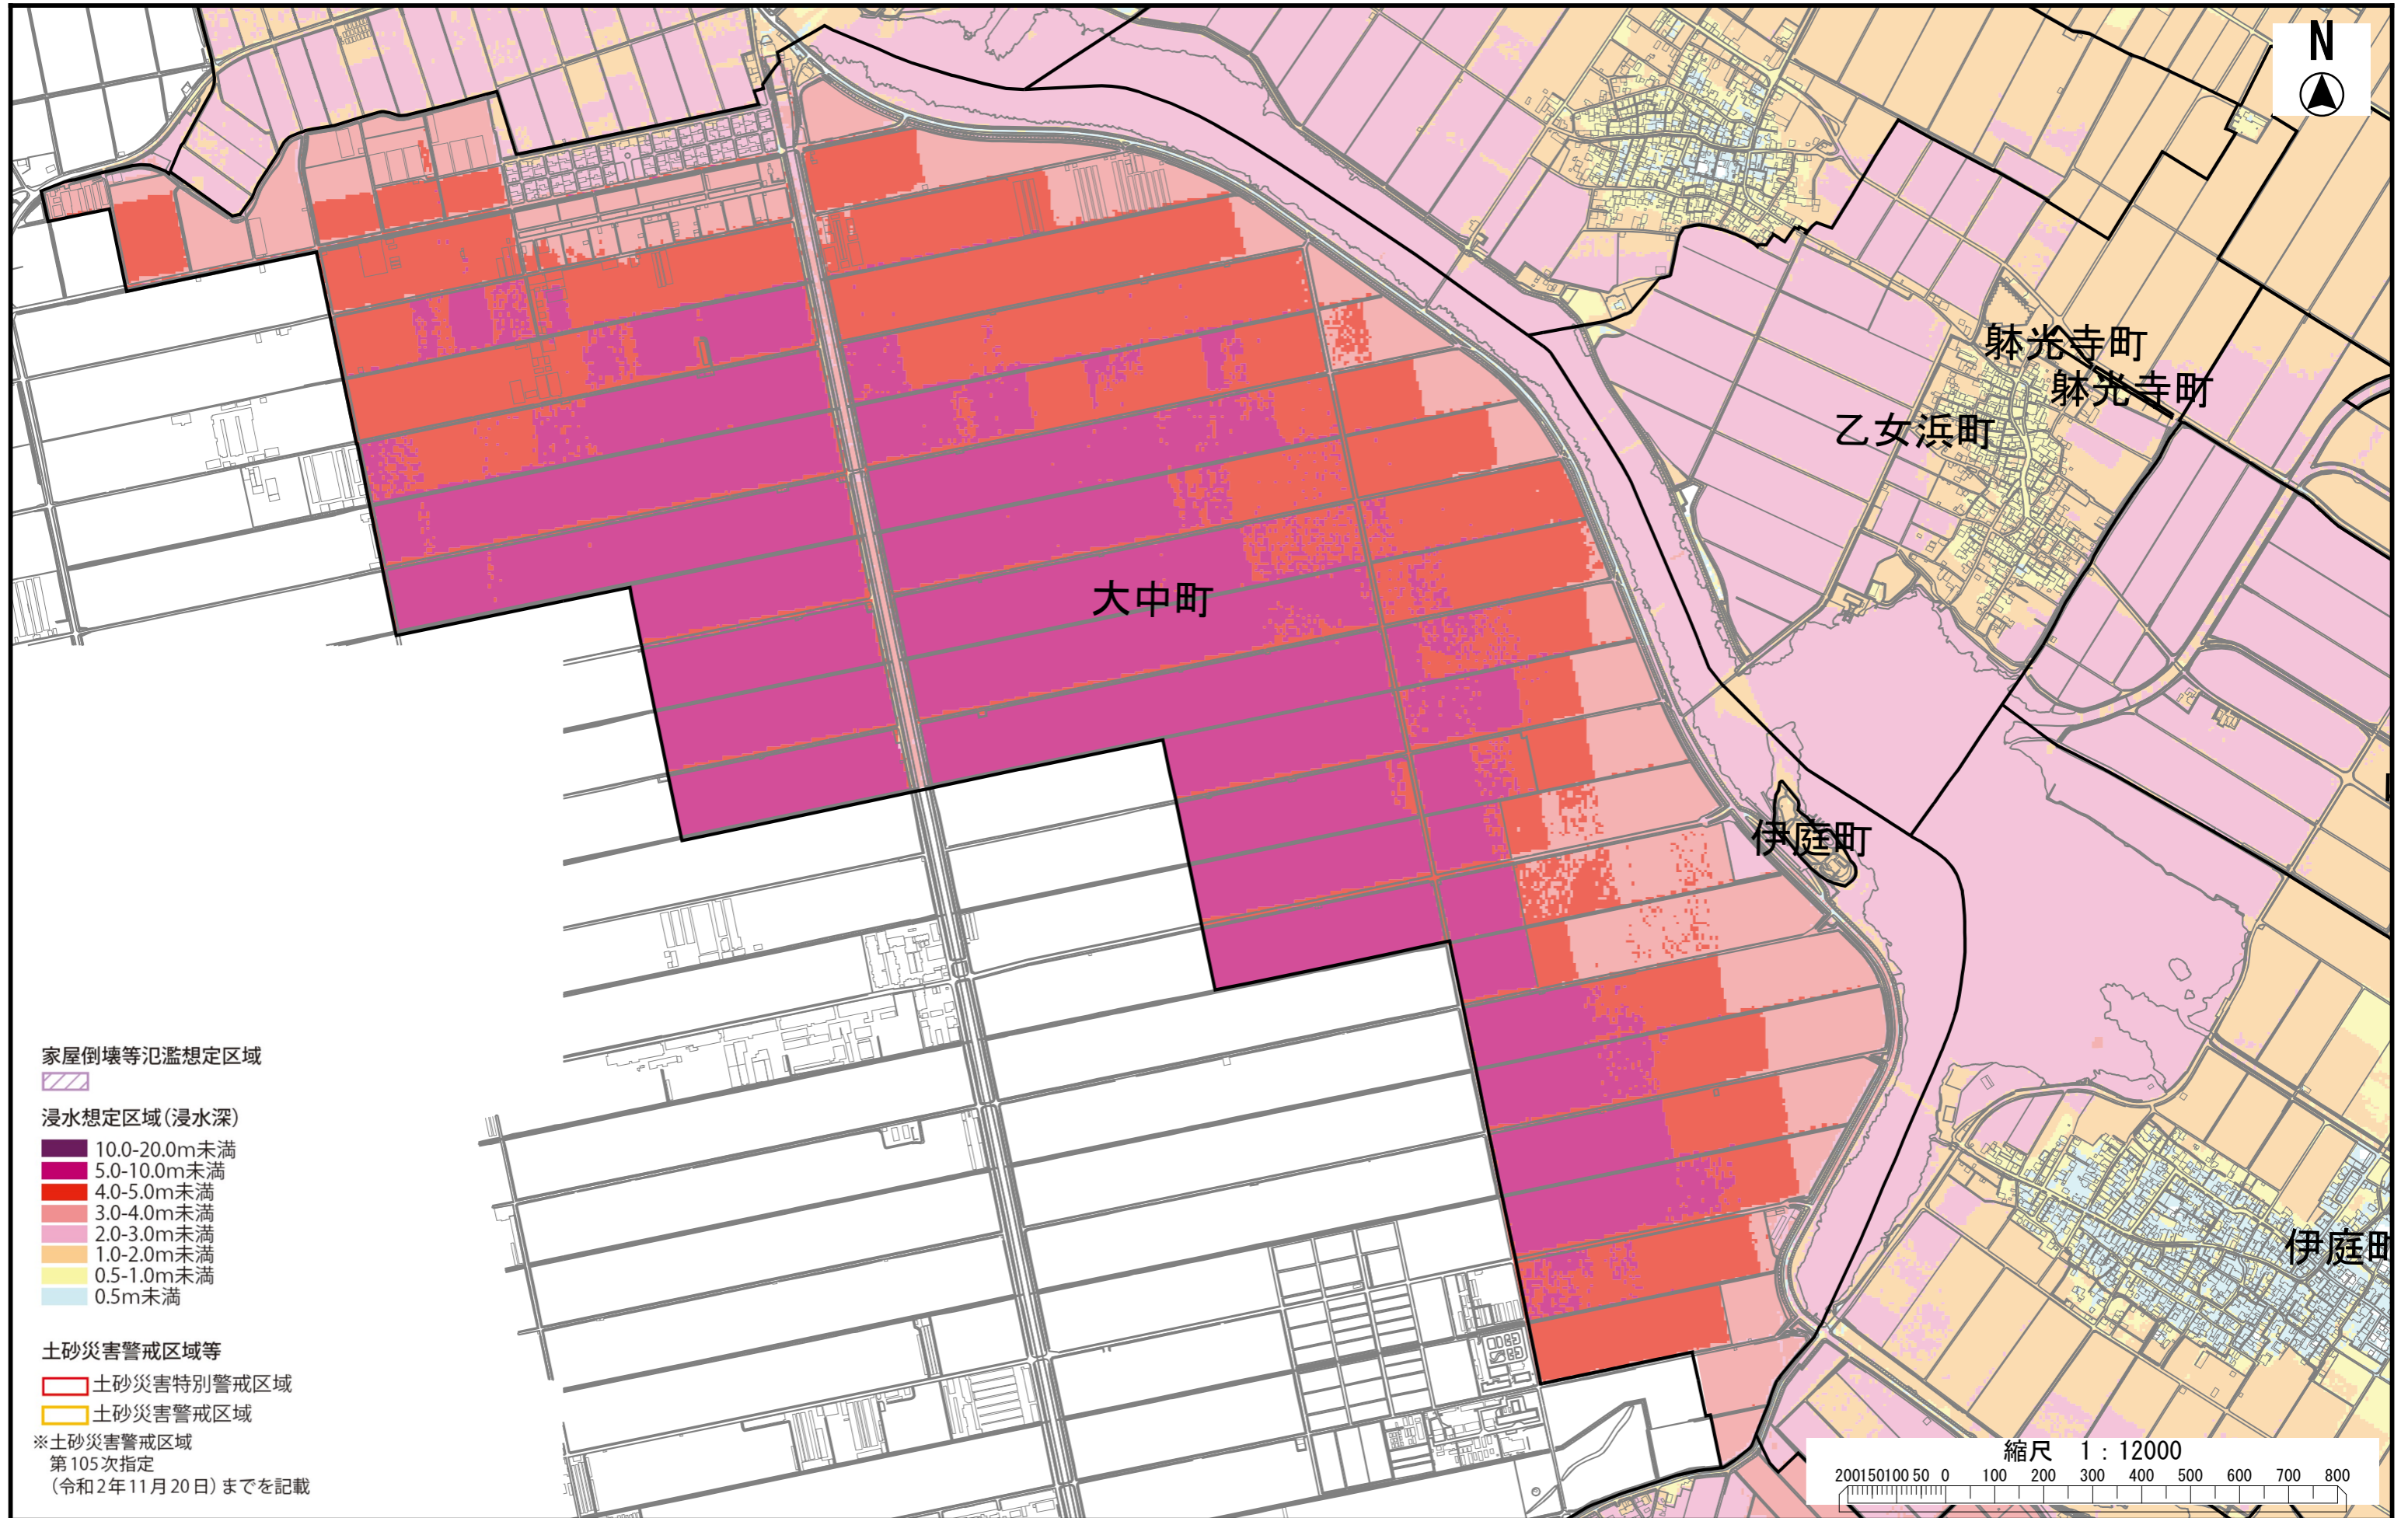 N
躰光寺町
躰光寺町
乙女浜町
大中町
伊庭町
伊庭町
家屋倒壊等氾濫想定区域
浸水想定区域(浸水深)
10.0-20.0m未満
5.0-10.0m未満
4.0-5.0m未満
3.0-4.0m未満
2.0-3.0m未満
1.0-2.0m未満
0.5-1.0m未満
0.5m未満
土砂災害警戒区域等
土砂災害特別警戒区域
土砂災害警戒区域
※土砂災害警戒区域
第105次指定
(令和2年11月20日)までを記載
縮尺 1:12000
200 150 100 50 0 100 200 300 400 500 600 700 800